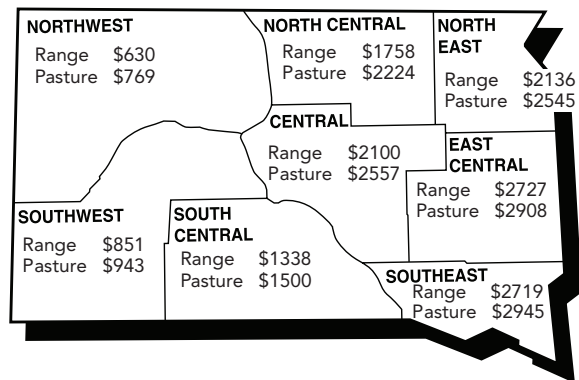 NORTHWEST
Range $630
Pasture $769
NORTH CENTRAL
Range $1758
Pasture $2224
NORTH
EAST
Range $2136
Pasture $2545
CENTRAL
Range $2100
Pasture $2557
EAST
CENTRAL
Range $2727
Pasture $2908
SOUTHWEST
Range $851
Pasture $943
SOUTH
CENTRAL
Range $1338
Pasture $1500
SOUTHEAST
Range $2719
Pasture $2945